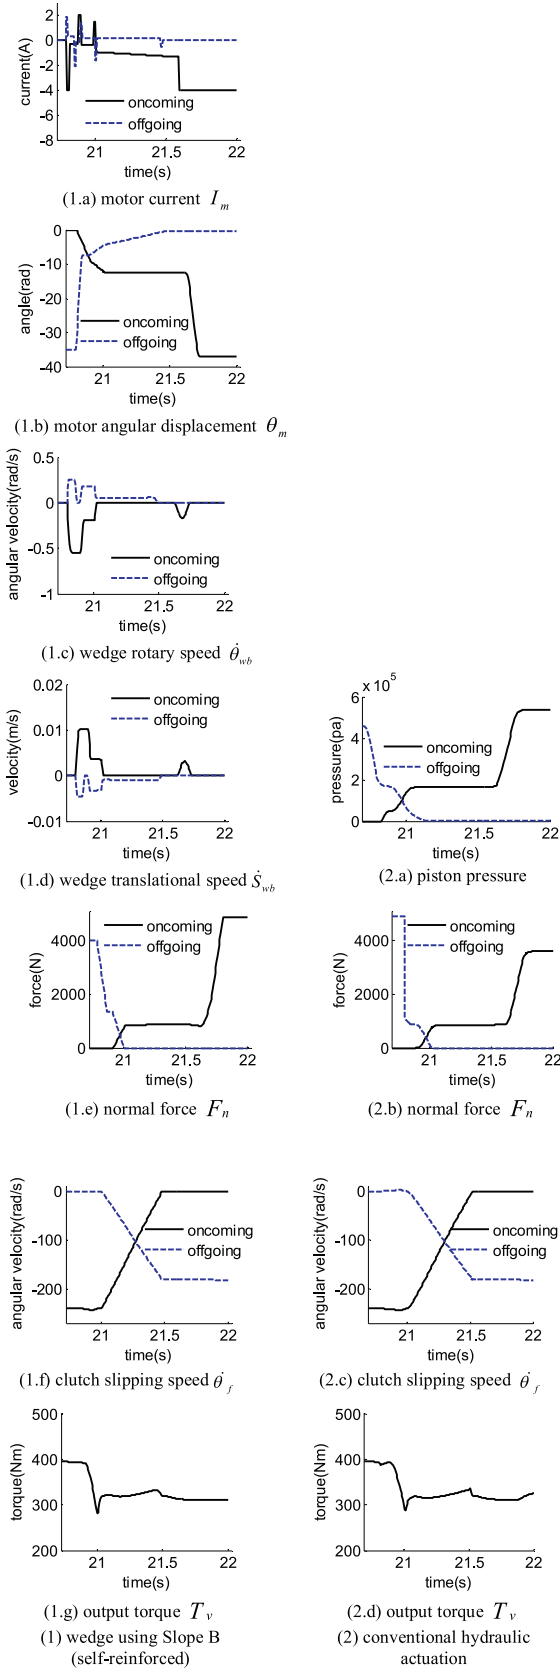 2
0
-2
-4
-6
-8
current(A)
oncoming
offgoing
21
21.5
22
time(s)
(1.a) motor current I_m
0
-10
-20
-30
-40
angle(rad)
oncoming
offgoing
21
21.5
22
time(s)
(1.b) motor angular displacement θ_m
0.5
0
-0.5
-1
angular velocity(rad/s)
oncoming
offgoing
21
21.5
22
time(s)
(1.c) wedge rotary speed θ̇_wb
0.02
0.01
0
-0.01
velocity(m/s)
oncoming
offgoing
21
21.5
22
time(s)
(1.d) wedge translational speed Ṡ_wb
x 10^5
6
4
2
0
pressure(pa)
oncoming
offgoing
21
21.5
22
time(s)
(2.a) piston pressure
4000
2000
0
force(N)
oncoming
offgoing
21
21.5
22
time(s)
(1.e) normal force F_n
4000
2000
0
force(N)
oncoming
offgoing
21
21.5
22
time(s)
(2.b) normal force F_n
0
-100
-200
angular velocity(rad/s)
oncoming
offgoing
21
21.5
22
time(s)
(1.f) clutch slipping speed θ̇_f
0
-100
-200
angular velocity(rad/s)
oncoming
offgoing
21
21.5
22
time(s)
(2.c) clutch slipping speed θ̇_f
500
400
300
200
torque(Nm)
21
21.5
22
time(s)
(1.g) output torque T_v
(1) wedge using Slope B
(self-reinforced)
500
400
300
200
torque(Nm)
21
21.5
22
time(s)
(2.d) output torque T_v
(2) conventional hydraulic
actuation